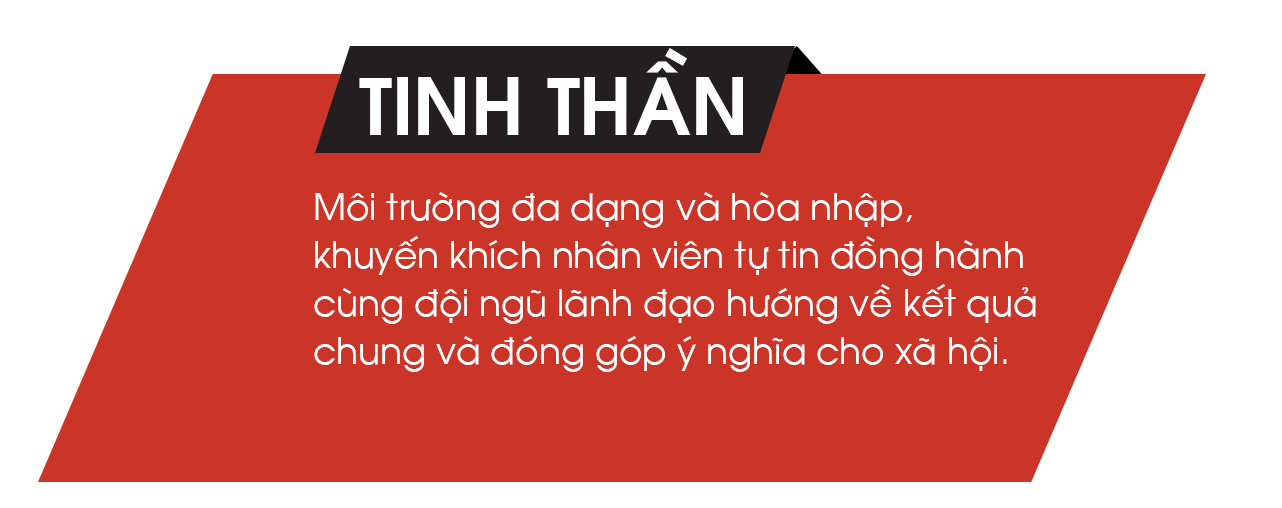 TINH THẦN
Môi trường đa dạng và hòa nhập,
khuyến khích nhân viên tự tin đồng hành
cùng đội ngũ lãnh đạo hướng về kết quả
chung và đóng góp ý nghĩa cho xã hội.